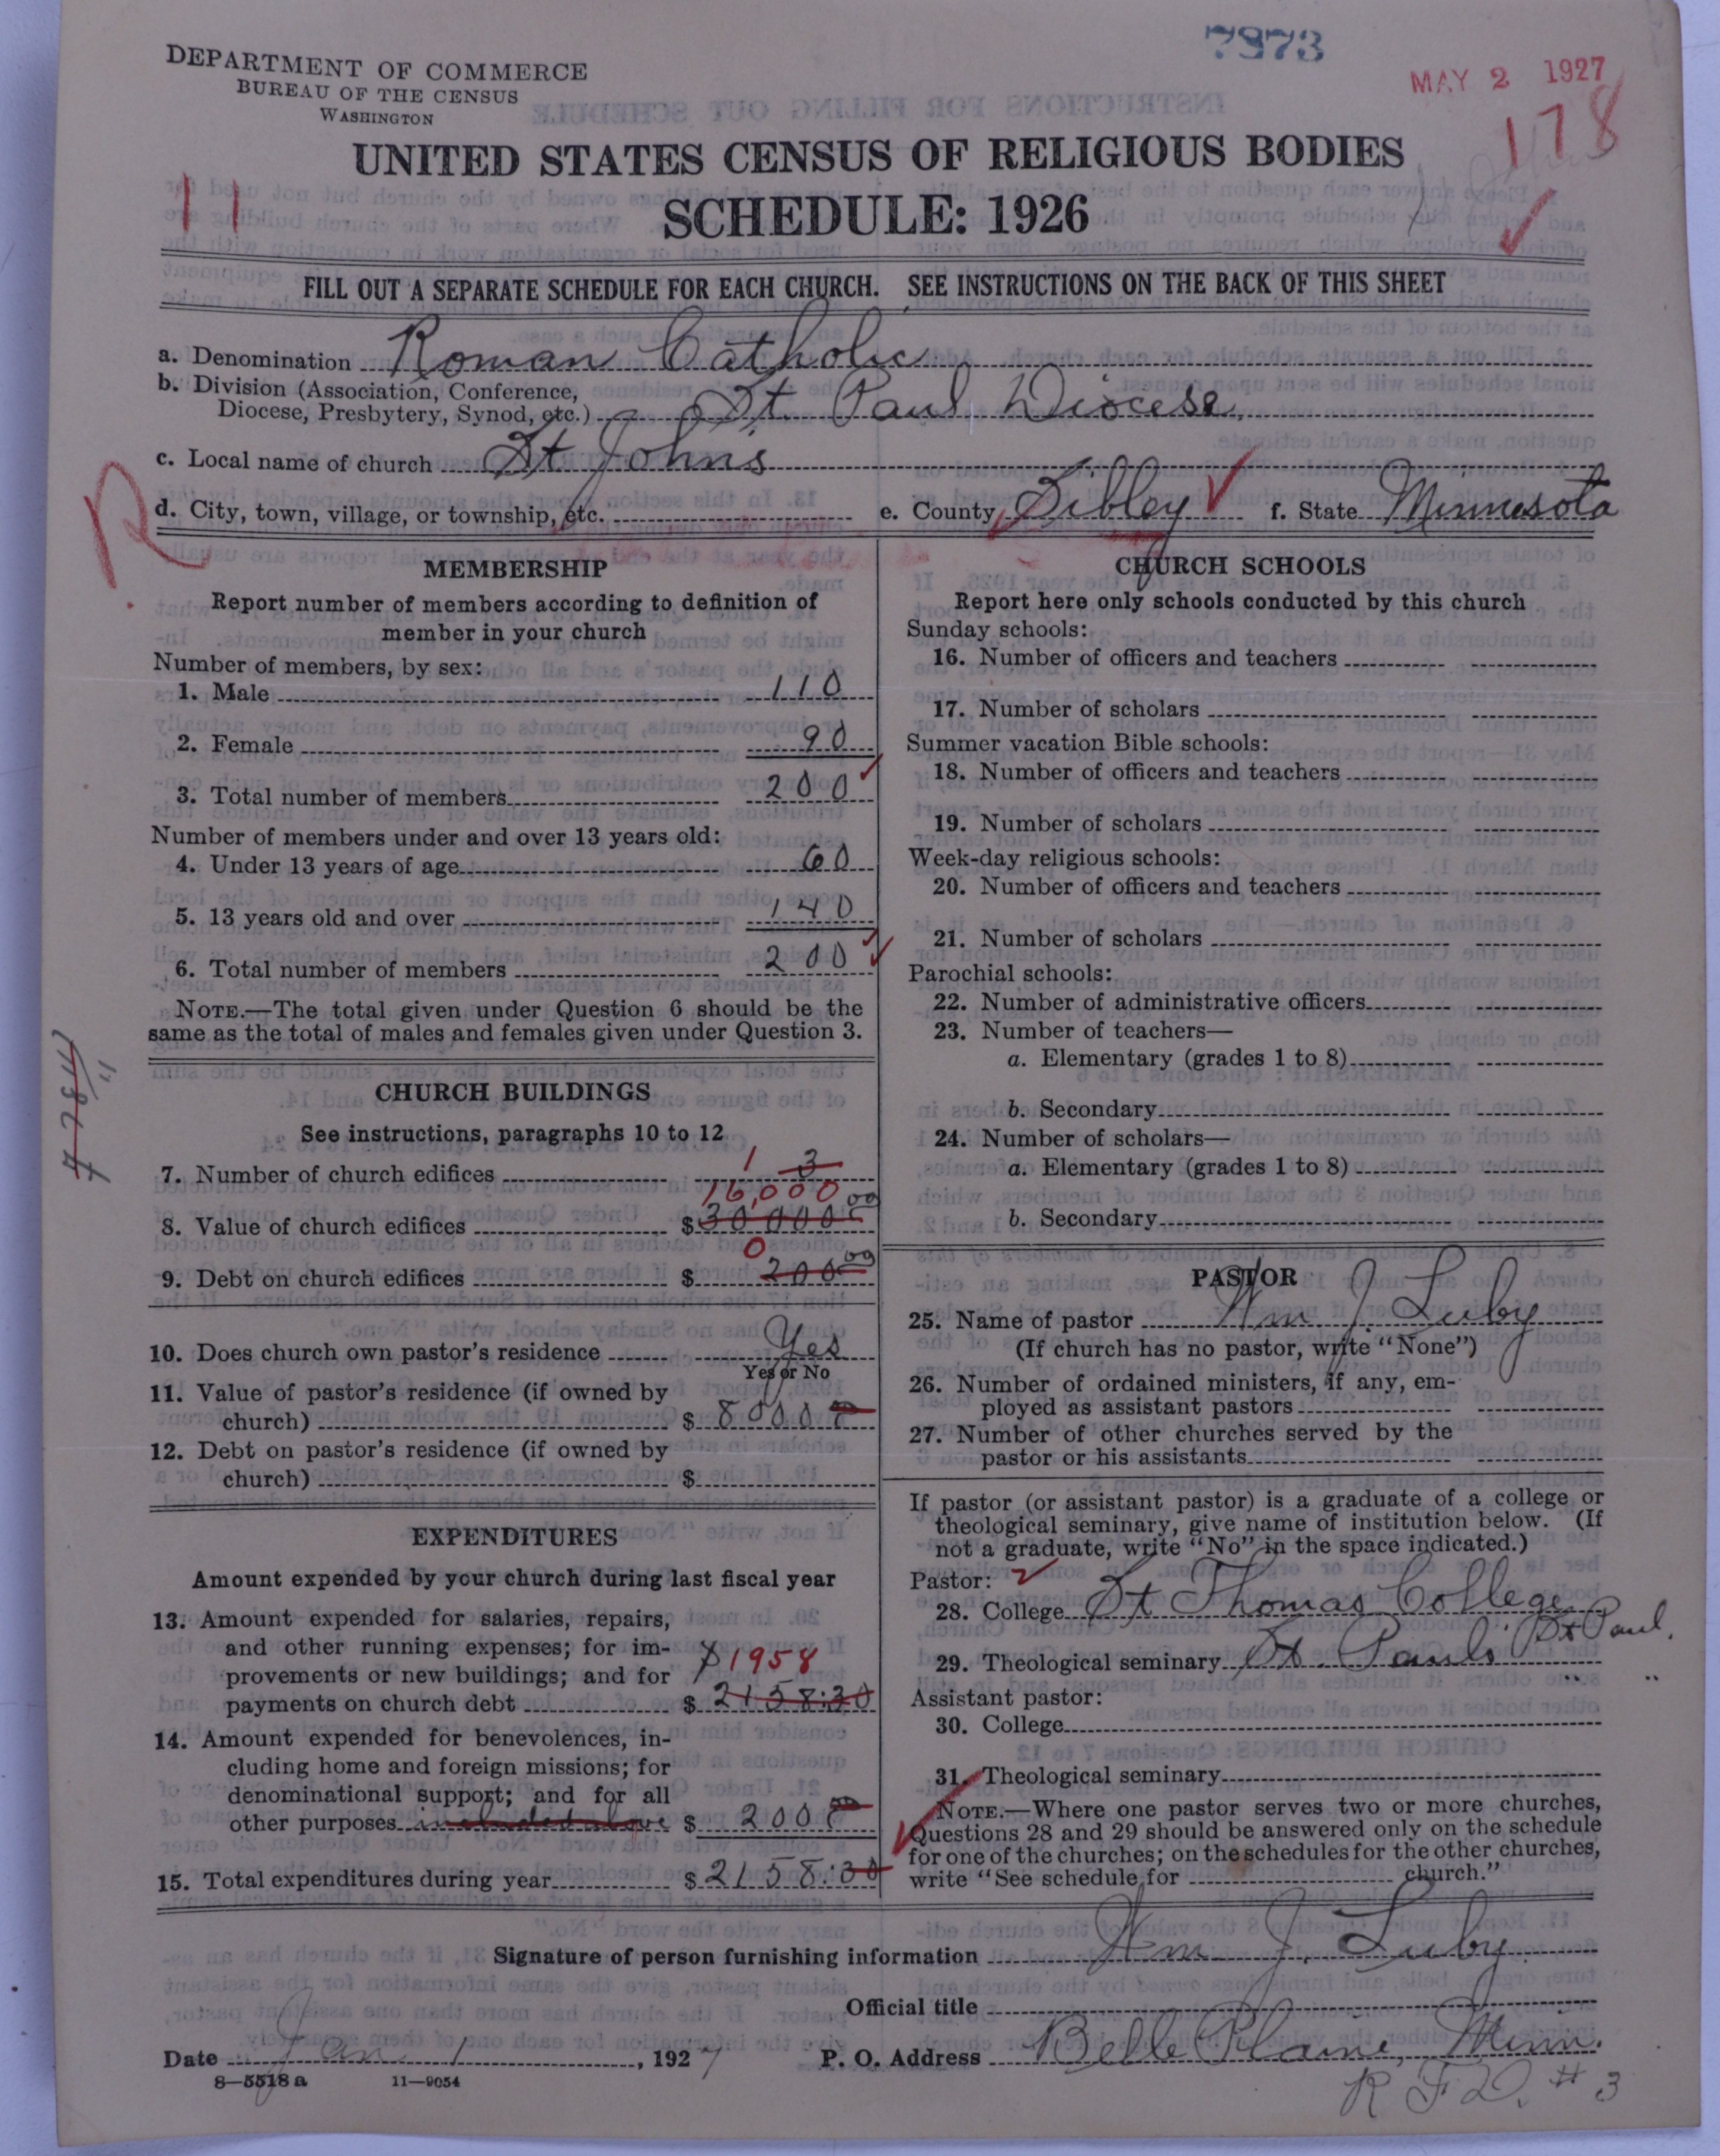 7973
DEPARTMENT OF COMMERCE
BUREAU OF THE CENSUS
WASHINGTON
MAY 2 1927
178
UNITED STATES CENSUS OF RELIGIOUS BODIES
11
SCHEDULE: 1926
FILL OUT A SEPARATE SCHEDULE FOR EACH CHURCH. SEE INSTRUCTIONS ON THE BACK OF THIS SHEET
a. Denomination Roman Catholic
b. Division (Association, Conference,
Diocese, Presbytery, Synod, etc.) St. Paul Diocese
c. Local name of church St Johns
R
d. City, town, village, or township, etc. e. County Sibley f. State Minnesota
MEMBERSHIP
Report number of members according to definition of
member in your church
Number of members, by sex:
1. Male 110
2. Female 90
3. Total number of members 200
Number of members under and over 13 years old:
4. Under 13 years of age 60
5. 13 years old and over 140
6. Total number of members 200
NOTE.—The total given under Question 6 should be the
same as the total of males and females given under Question 3.
CHURCH BUILDINGS
See instructions, paragraphs 10 to 12
7. Number of church edifices 1 3
16,000
8. Value of church edifices $30000 00
0
9. Debt on church edifices $ 200 00
10. Does church own pastor's residence Yes
Yes or No
11. Value of pastor's residence (if owned by
church) $ 8000
12. Debt on pastor's residence (if owned by
church) $
EXPENDITURES
Amount expended by your church during last fiscal year
13. Amount expended for salaries, repairs,
and other running expenses; for im-
provements or new buildings; and for $1958
payments on church debt $ 2158:30
14. Amount expended for benevolences, in-
cluding home and foreign missions; for
denominational support; and for all
other purposes included above $ 200 00
15. Total expenditures during year $ 2158:30
CHURCH SCHOOLS
Report here only schools conducted by this church
Sunday schools:
16. Number of officers and teachers
17. Number of scholars
Summer vacation Bible schools:
18. Number of officers and teachers
19. Number of scholars
Week-day religious schools:
20. Number of officers and teachers
21. Number of scholars
Parochial schools:
22. Number of administrative officers
23. Number of teachers—
a. Elementary (grades 1 to 8)
b. Secondary
24. Number of scholars—
a. Elementary (grades 1 to 8)
b. Secondary
PASTOR
25. Name of pastor Wm J Luby
(If church has no pastor, write "None")
26. Number of ordained ministers, if any, em-
ployed as assistant pastors
27. Number of other churches served by the
pastor or his assistants
If pastor (or assistant pastor) is a graduate of a college or
theological seminary, give name of institution below. (If
not a graduate, write "No" in the space indicated.)
Pastor:
28. College St Thomas College St Paul.
29. Theological seminary St. Pauls " "
Assistant pastor:
30. College
31. Theological seminary
NOTE.—Where one pastor serves two or more churches,
Questions 28 and 29 should be answered only on the schedule
for one of the churches; on the schedules for the other churches,
write "See schedule for church."
Signature of person furnishing information Wm J. Luby
Official title
Date Jan 1, 1927 P. O. Address Belle Plaine, Minn.
8—5518 a 11—9054
R F D. # 3